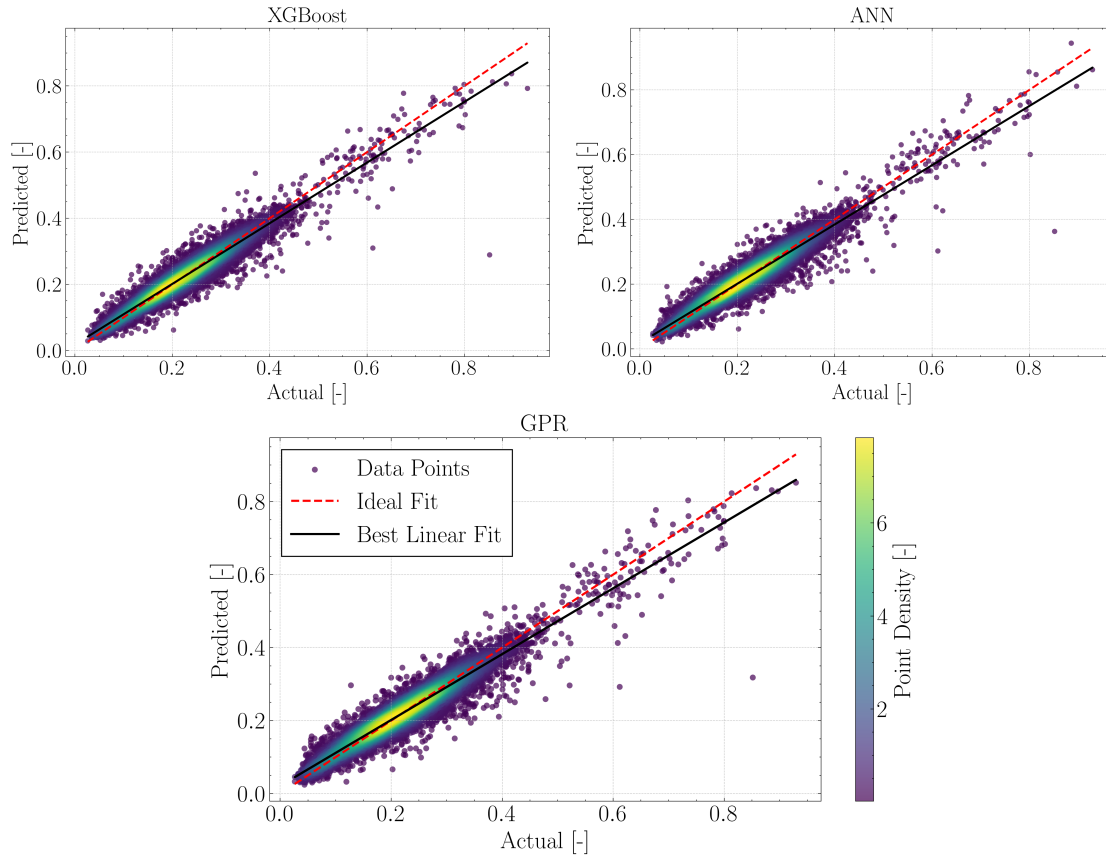 XGBoost
Predicted [-]
0.8
0.6
0.4
0.2
0.0
0.0 0.2 0.4 0.6 0.8
Actual [-]
ANN
Predicted [-]
0.8
0.6
0.4
0.2
0.0
0.0 0.2 0.4 0.6 0.8
Actual [-]
GPR
Data Points
Ideal Fit
Best Linear Fit
Predicted [-]
0.8
0.6
0.4
0.2
0.0
0.0 0.2 0.4 0.6 0.8
Actual [-]
6
4
2
Point Density [-]